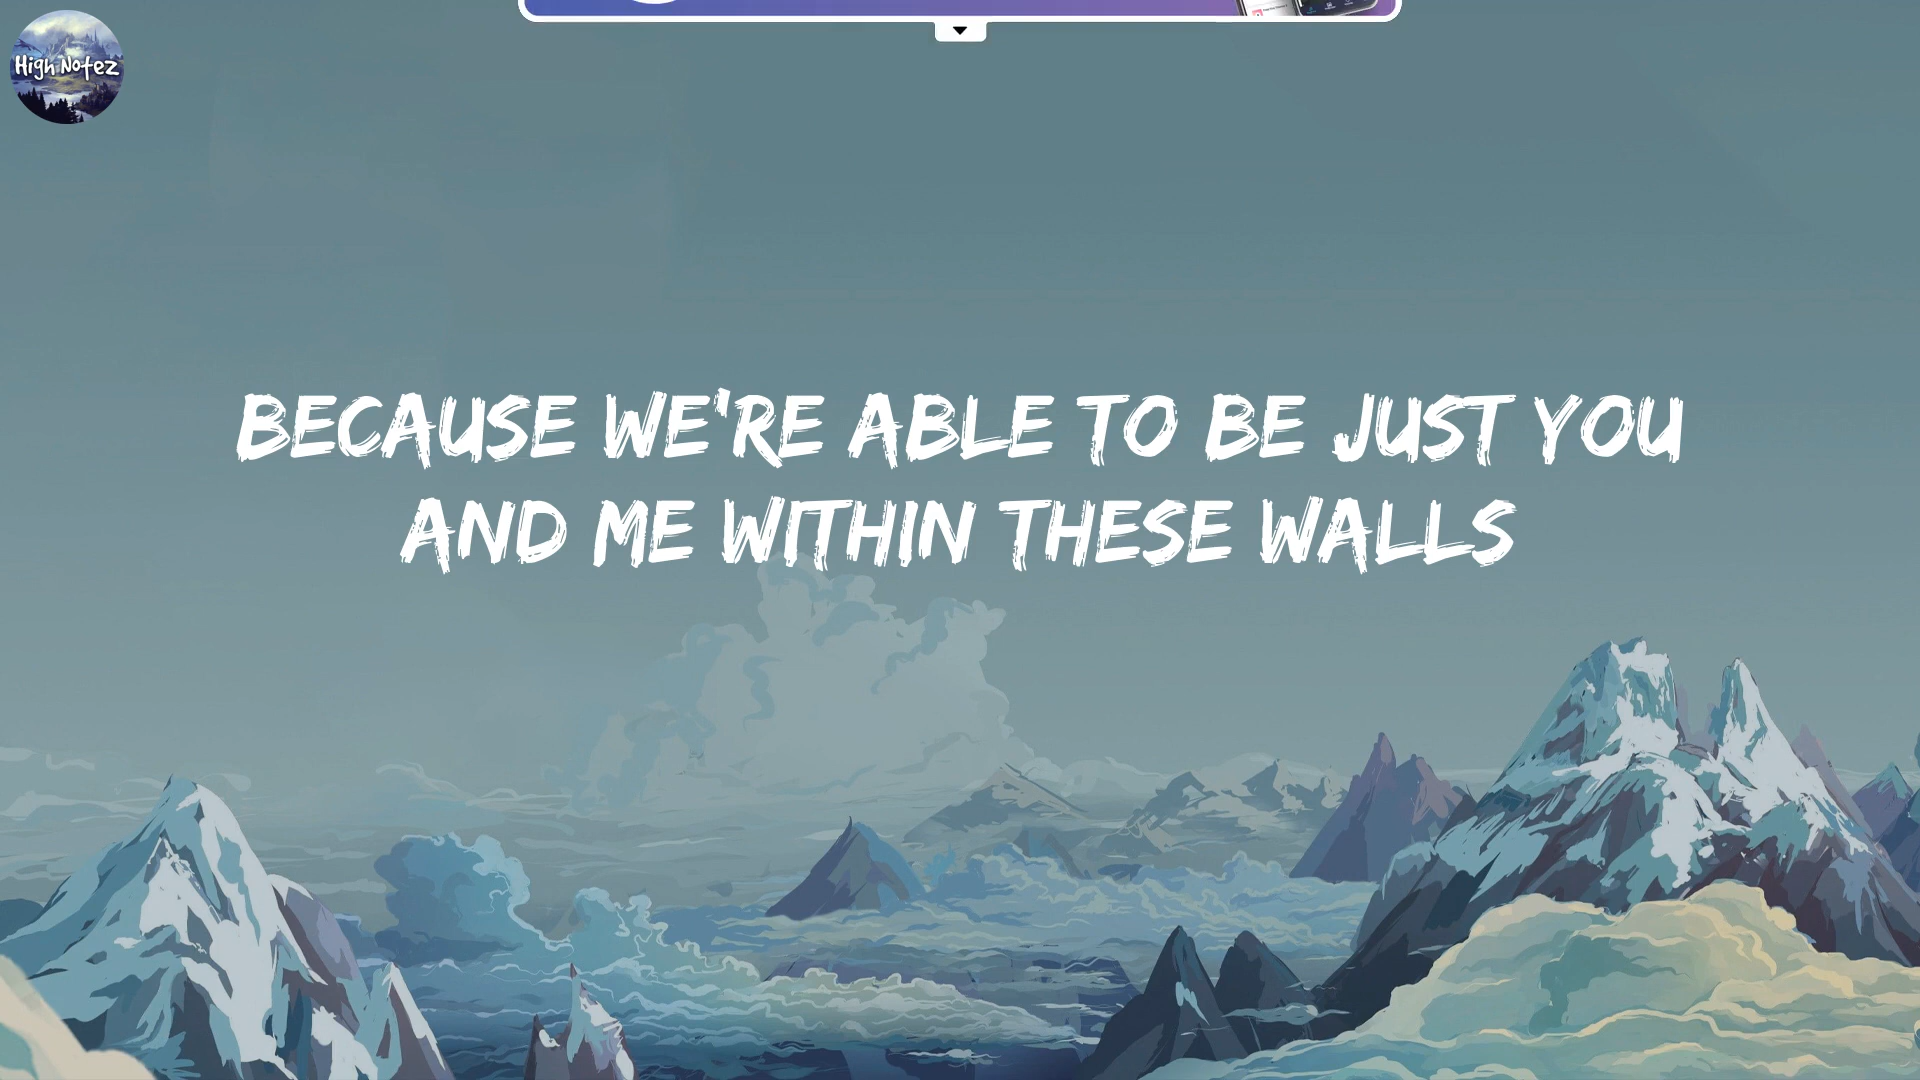 High Notez
BECAUSE WE'RE ABLE TO BE JUST YOU
AND ME WITHIN THESE WALLS